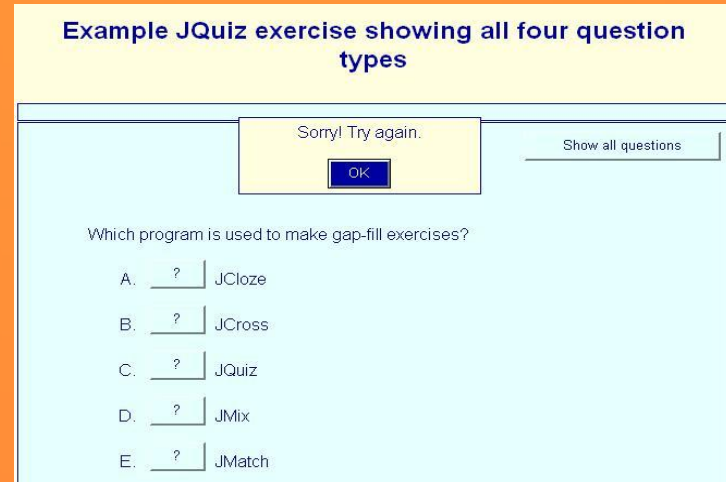 Example JQuiz exercise showing all four question
types
Sorry! Try again.
OK
Show all questions
Which program is used to make gap-fill exercises?
A. ? JCloze
B. ? JCross
C. ? JQuiz
D. ? JMix
E. ? JMatch